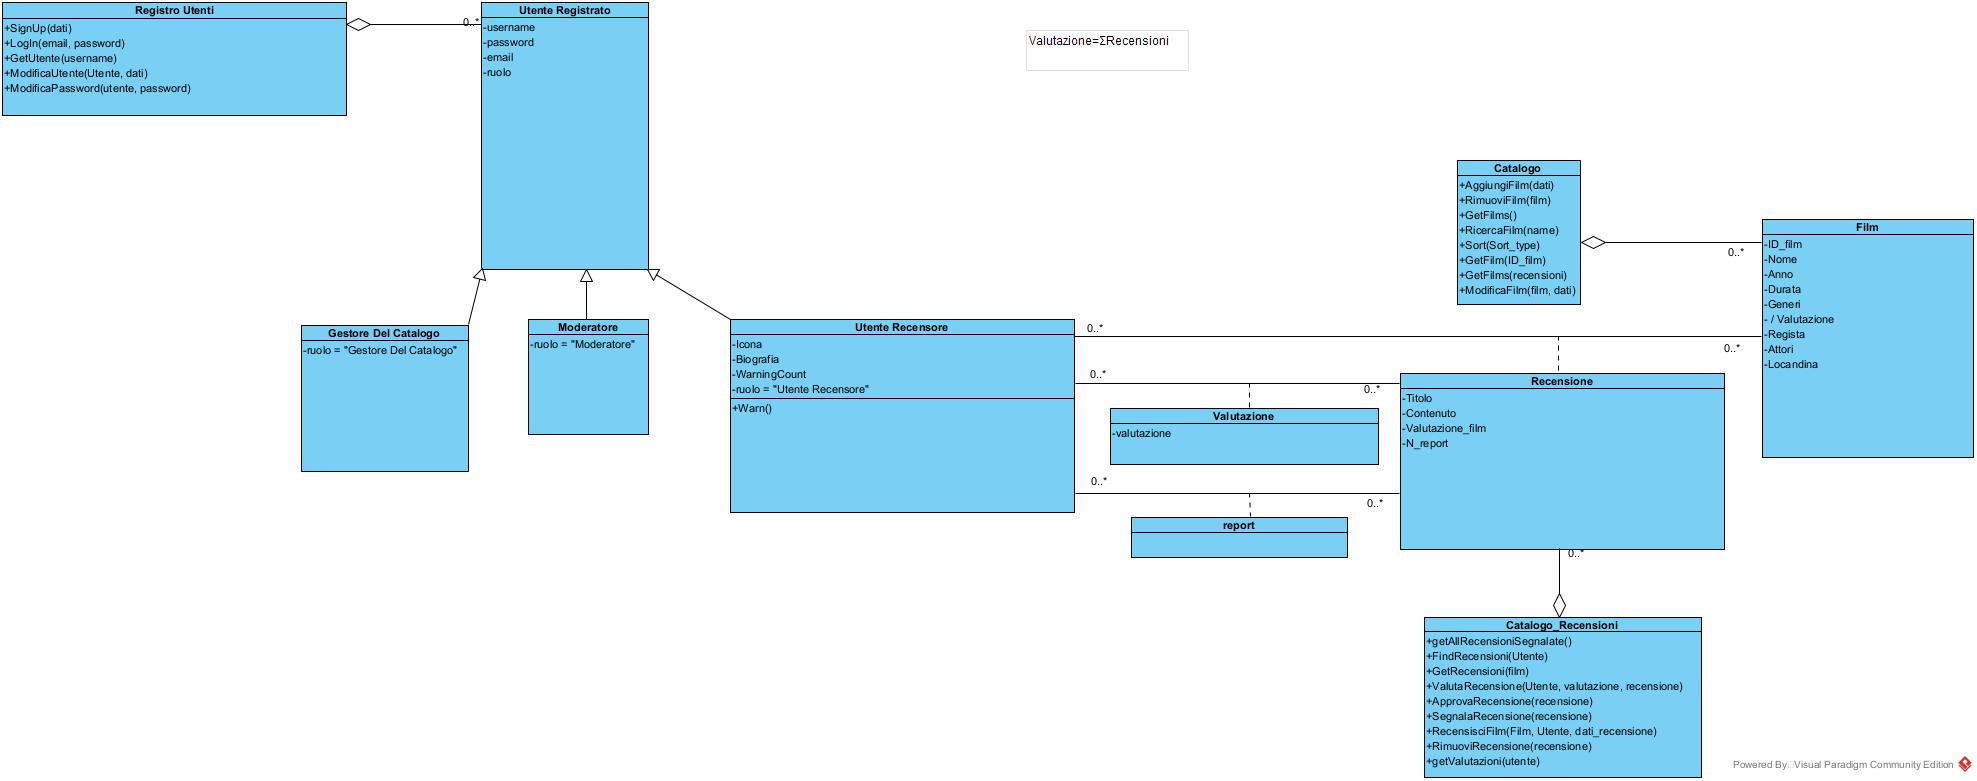 Registro Utenti
+SignUp(dati)
+LogIn(email, password)
+GetUtente(username)
+ModificaUtente(Utente, dati)
+ModificaPassword(utente, password)
0..*
Utente Registrato
-username
-password
-email
-ruolo
Valutazione=ΣRecensioni
Catalogo
+AggiungiFilm(dati)
+RimuoviFilm(film)
+GetFilms()
+RicercaFilm(name)
+Sort(Sort_type)
+GetFilm(ID_film)
+GetFilms(recensioni)
+ModificaFilm(film, dati)
0..*
Film
-ID_film
-Nome
-Anno
-Durata
-Generi
- / Valutazione
-Regista
-Attori
-Locandina
Gestore Del Catalogo
-ruolo = "Gestore Del Catalogo"
Moderatore
-ruolo = "Moderatore"
Utente Recensore
-Icona
-Biografia
-WarningCount
-ruolo = "Utente Recensore"
+Warn()
0..*
0..*
0..*
0..*
Valutazione
-valutazione
0..*
0..*
report
Recensione
-Titolo
-Contenuto
-Valutazione_film
-N_report
0..*
Catalogo_Recensioni
+getAllRecensioniSegnalate()
+FindRecensioni(Utente)
+GetRecensioni(film)
+ValutaRecensione(Utente, valutazione, recensione)
+ApprovaRecensione(recensione)
+SegnalaRecensione(recensione)
+RecensisciFilm(Film, Utente, dati_recensione)
+RimuoviRecensione(recensione)
+getValutazioni(utente)
Powered By Visual Paradigm Community Edition